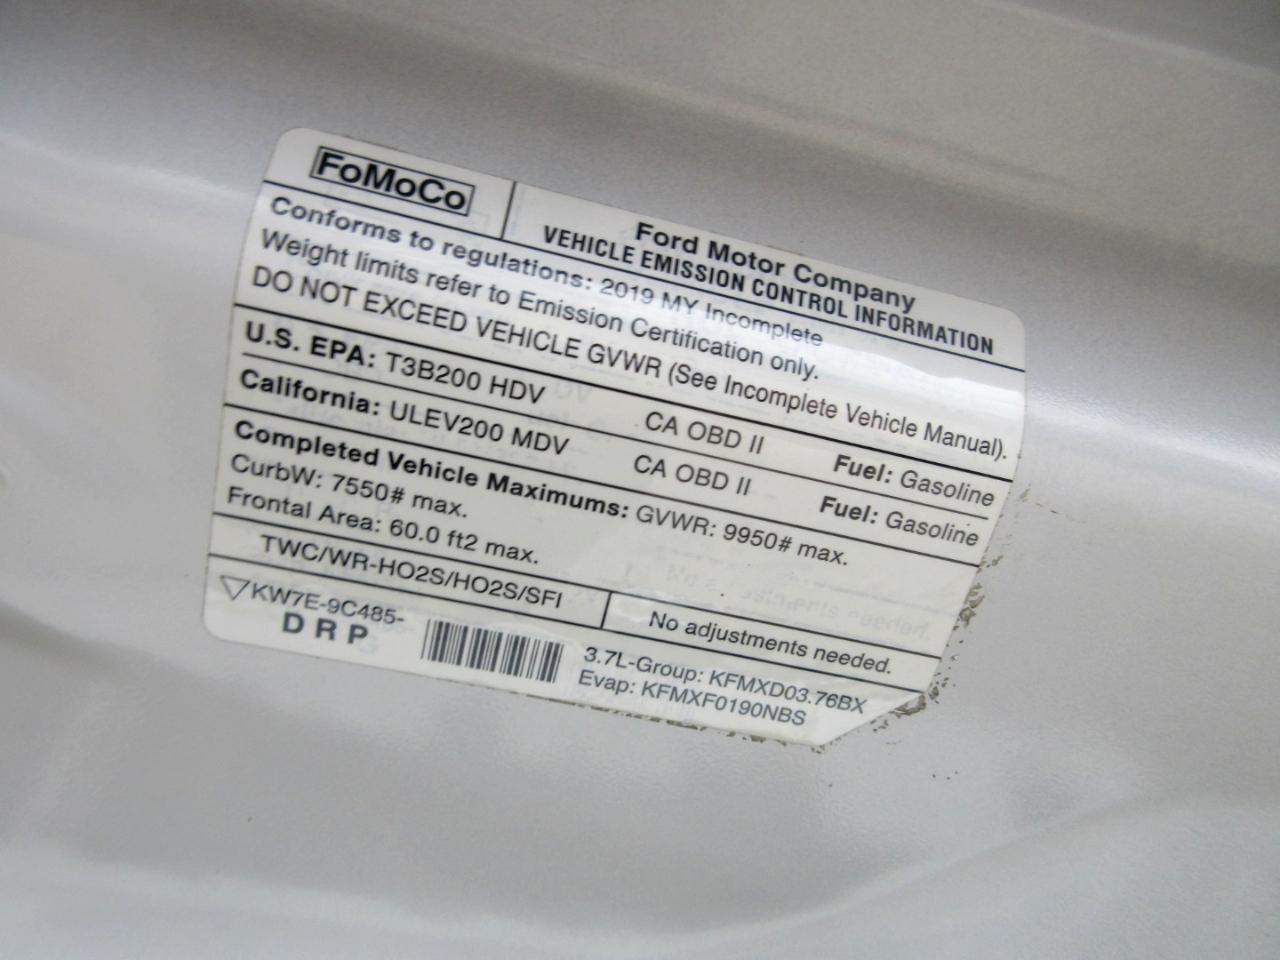 FoMoCo
Ford Motor Company
VEHICLE EMISSION CONTROL INFORMATION
Conforms to regulations: 2019 MY Incomplete
Weight limits refer to Emission Certification only.
DO NOT EXCEED VEHICLE GVWR (See Incomplete Vehicle Manual).
U.S. EPA: T3B200 HDV CA OBD II Fuel: Gasoline
California: ULEV200 MDV CA OBD II Fuel: Gasoline
Completed Vehicle Maximums: GVWR: 9950# max.
CurbW: 7550# max.
Frontal Area: 60.0 ft2 max.
TWC/WR-HO2S/HO2S/SFI No adjustments needed.
KW7E-9C485-
DRP
3.7L-Group: KFMXD03.76BX
Evap: KFMXF0190NBS